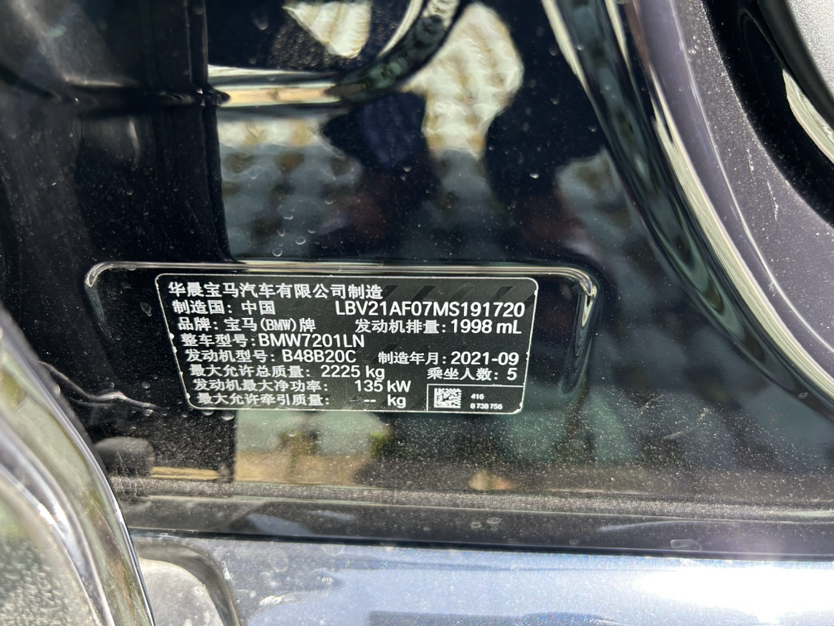 华晨宝马汽车有限公司制造
制造国: 中国 LBV21AF07MS191720
品牌: 宝马(BMW)牌 发动机排量: 1998 mL
整车型号: BMW7201LN
发动机型号: B48B20C 制造年月: 2021-09
最大允许总质量: 2225 kg 乘坐人数: 5
发动机最大净功率: 135 kW
最大允许牵引质量: -- kg
416
8738756